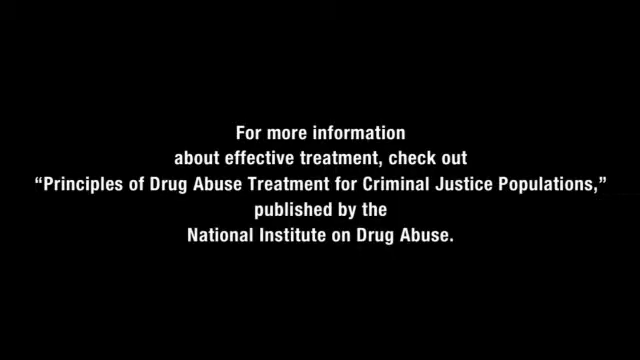 For more information
about effective treatment, check out
“Principles of Drug Abuse Treatment for Criminal Justice Populations,”
published by the
National Institute on Drug Abuse.